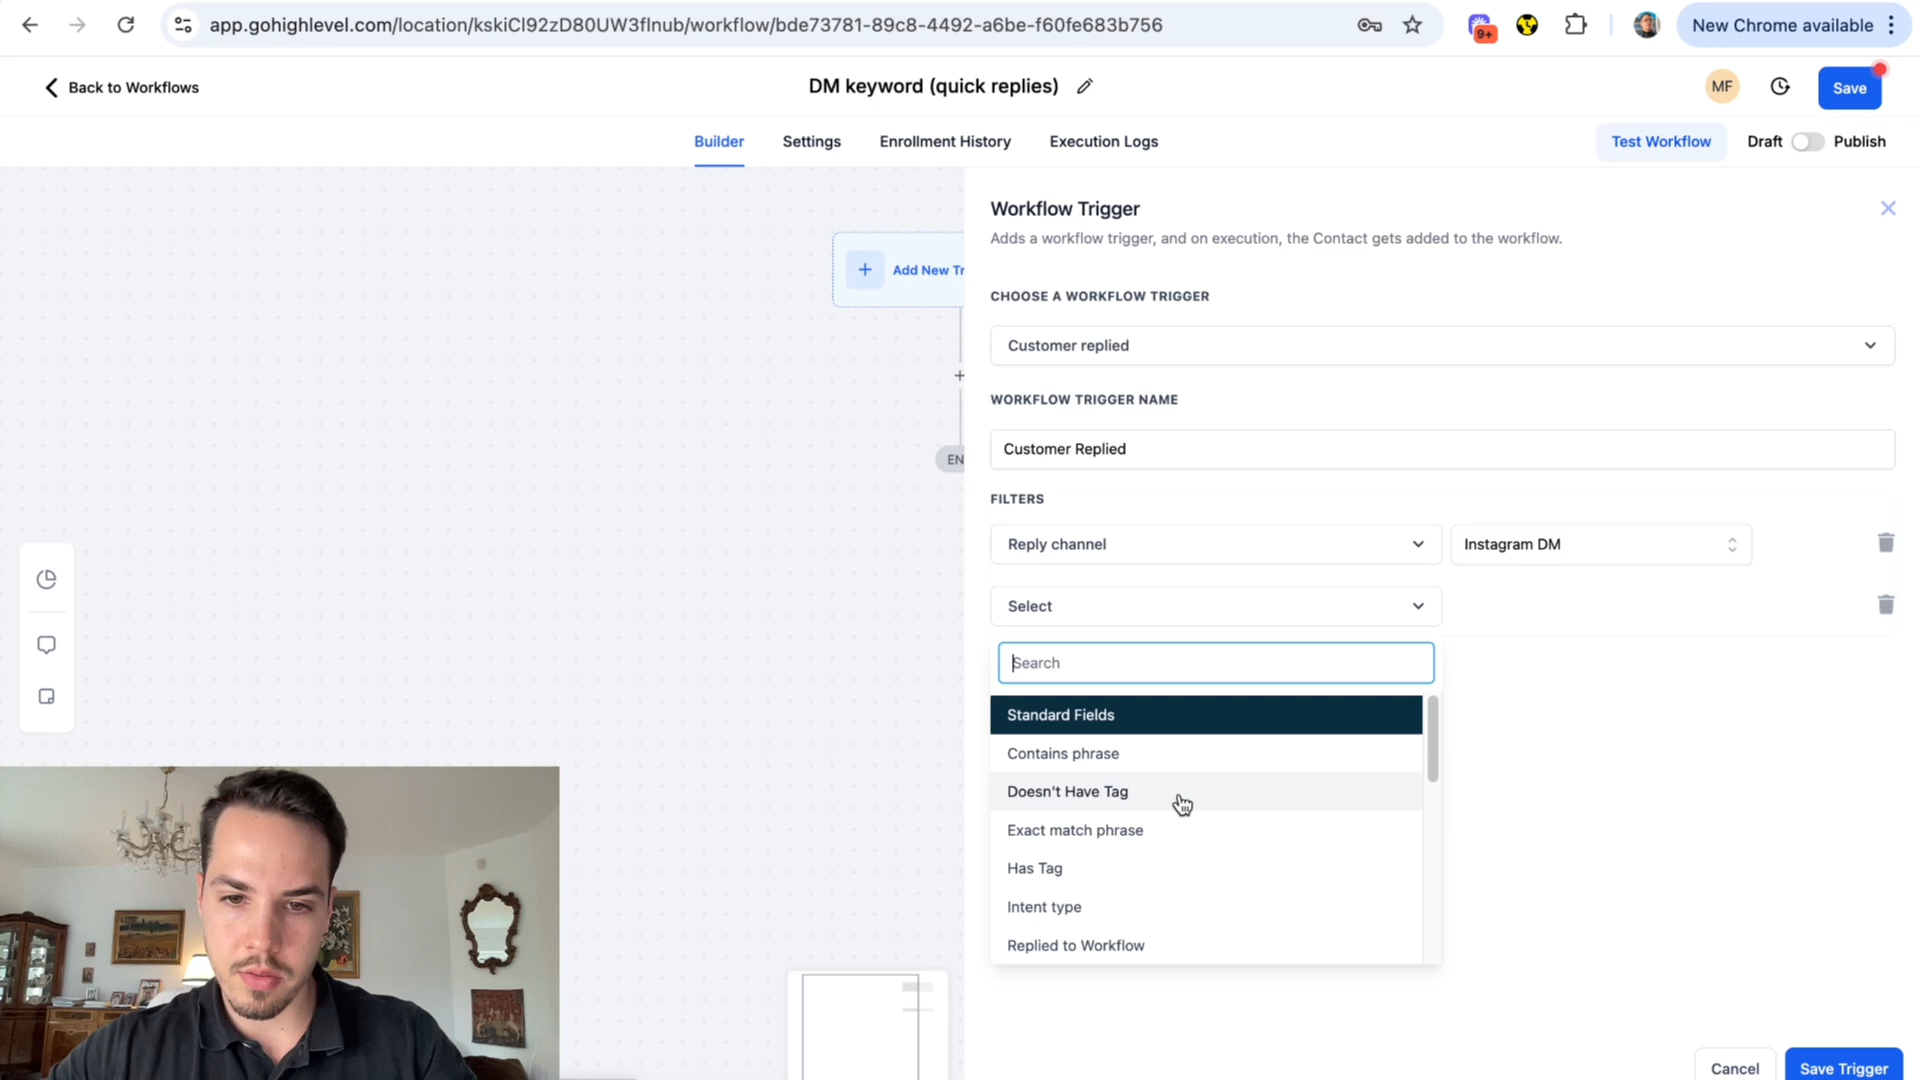 app.gohighlevel.com/location/kskiCl92zD80UW3flnub/workflow/bde73781-89c8-4492-a6be-f60fe683b756
9+
New Chrome available
Back to Workflows
DM keyword (quick replies)
MF
Save
Builder
Settings
Enrollment History
Execution Logs
Test Workflow
Draft
Publish
Workflow Trigger
Adds a workflow trigger, and on execution, the Contact gets added to the workflow.
Add New Tr
CHOOSE A WORKFLOW TRIGGER
Customer replied
WORKFLOW TRIGGER NAME
Customer Replied
EN
FILTERS
Reply channel
Instagram DM
Select
Search
Standard Fields
Contains phrase
Doesn't Have Tag
Exact match phrase
Has Tag
Intent type
Replied to Workflow
Cancel
Save Trigger